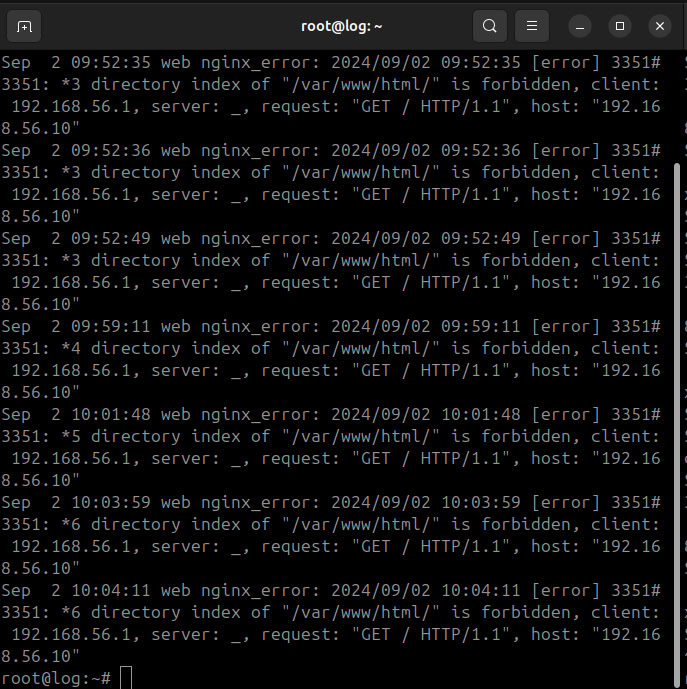 root@log: ~
Sep  2 09:52:35 web nginx_error: 2024/09/02 09:52:35 [error] 3351#
3351: *3 directory index of "/var/www/html/" is forbidden, client:
 192.168.56.1, server: _, request: "GET / HTTP/1.1", host: "192.16
8.56.10"
Sep  2 09:52:36 web nginx_error: 2024/09/02 09:52:36 [error] 3351#
3351: *3 directory index of "/var/www/html/" is forbidden, client:
 192.168.56.1, server: _, request: "GET / HTTP/1.1", host: "192.16
8.56.10"
Sep  2 09:52:49 web nginx_error: 2024/09/02 09:52:49 [error] 3351#
3351: *3 directory index of "/var/www/html/" is forbidden, client:
 192.168.56.1, server: _, request: "GET / HTTP/1.1", host: "192.16
8.56.10"
Sep  2 09:59:11 web nginx_error: 2024/09/02 09:59:11 [error] 3351#
3351: *4 directory index of "/var/www/html/" is forbidden, client:
 192.168.56.1, server: _, request: "GET / HTTP/1.1", host: "192.16
8.56.10"
Sep  2 10:01:48 web nginx_error: 2024/09/02 10:01:48 [error] 3351#
3351: *5 directory index of "/var/www/html/" is forbidden, client:
 192.168.56.1, server: _, request: "GET / HTTP/1.1", host: "192.16
8.56.10"
Sep  2 10:03:59 web nginx_error: 2024/09/02 10:03:59 [error] 3351#
3351: *6 directory index of "/var/www/html/" is forbidden, client:
 192.168.56.1, server: _, request: "GET / HTTP/1.1", host: "192.16
8.56.10"
Sep  2 10:04:11 web nginx_error: 2024/09/02 10:04:11 [error] 3351#
3351: *6 directory index of "/var/www/html/" is forbidden, client:
 192.168.56.1, server: _, request: "GET / HTTP/1.1", host: "192.16
8.56.10"
root@log:~#